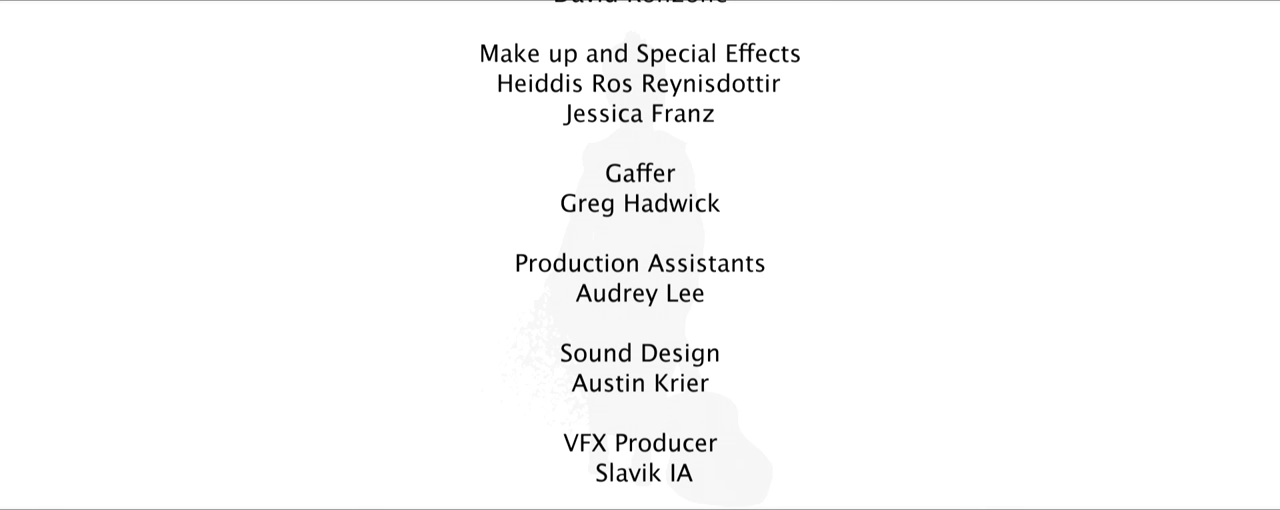 Make up and Special Effects
Heiddis Ros Reynisdottir
Jessica Franz
Gaffer
Greg Hadwick
Production Assistants
Audrey Lee
Sound Design
Austin Krier
VFX Producer
Slavik IA